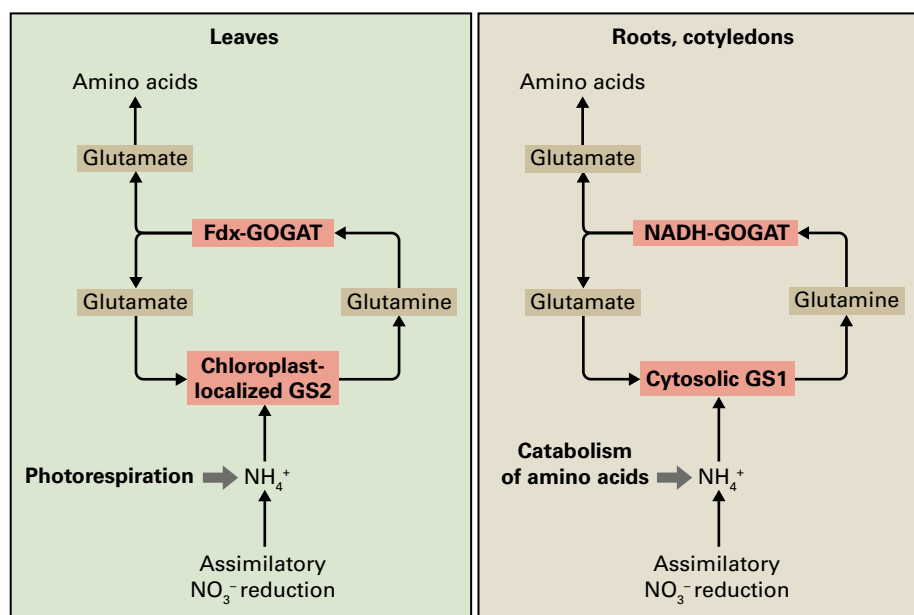 Leaves
Amino acids
Glutamate
Fdx-GOGAT
Glutamate
Glutamine
Chloroplast-
localized GS2
Photorespiration
NH₄⁺
Assimilatory
NO₃⁻ reduction
Roots, cotyledons
Amino acids
Glutamate
NADH-GOGAT
Glutamate
Glutamine
Cytosolic GS1
Catabolism
of amino acids
NH₄⁺
Assimilatory
NO₃⁻ reduction